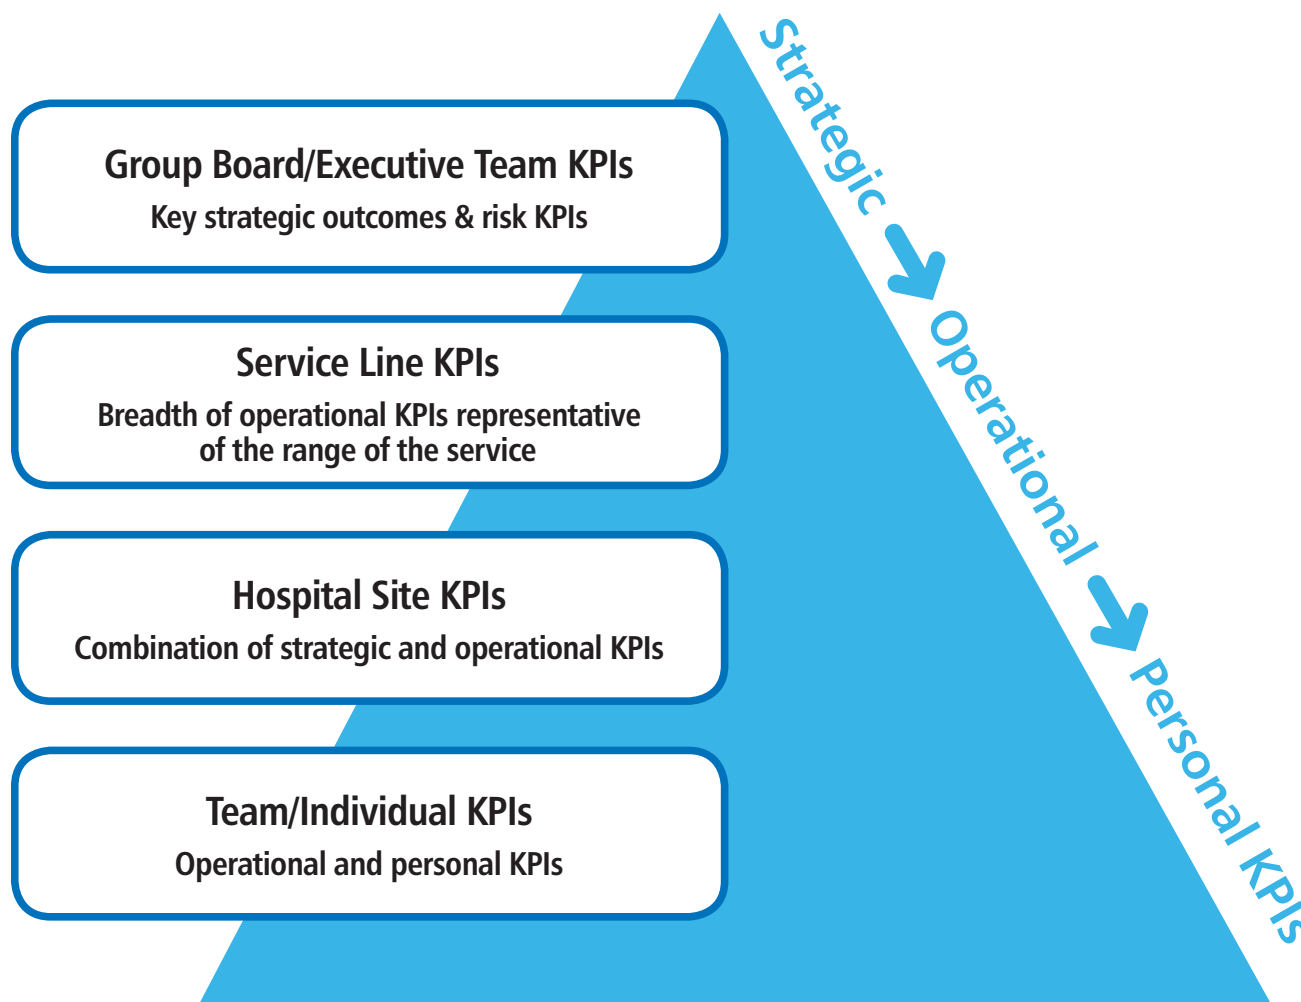 Group Board/Executive Team KPIs
Key strategic outcomes & risk KPIs
Service Line KPIs
Breadth of operational KPIs representative
of the range of the service
Hospital Site KPIs
Combination of strategic and operational KPIs
Team/Individual KPIs
Operational and personal KPIs
Strategic
Operational
Personal KPIs